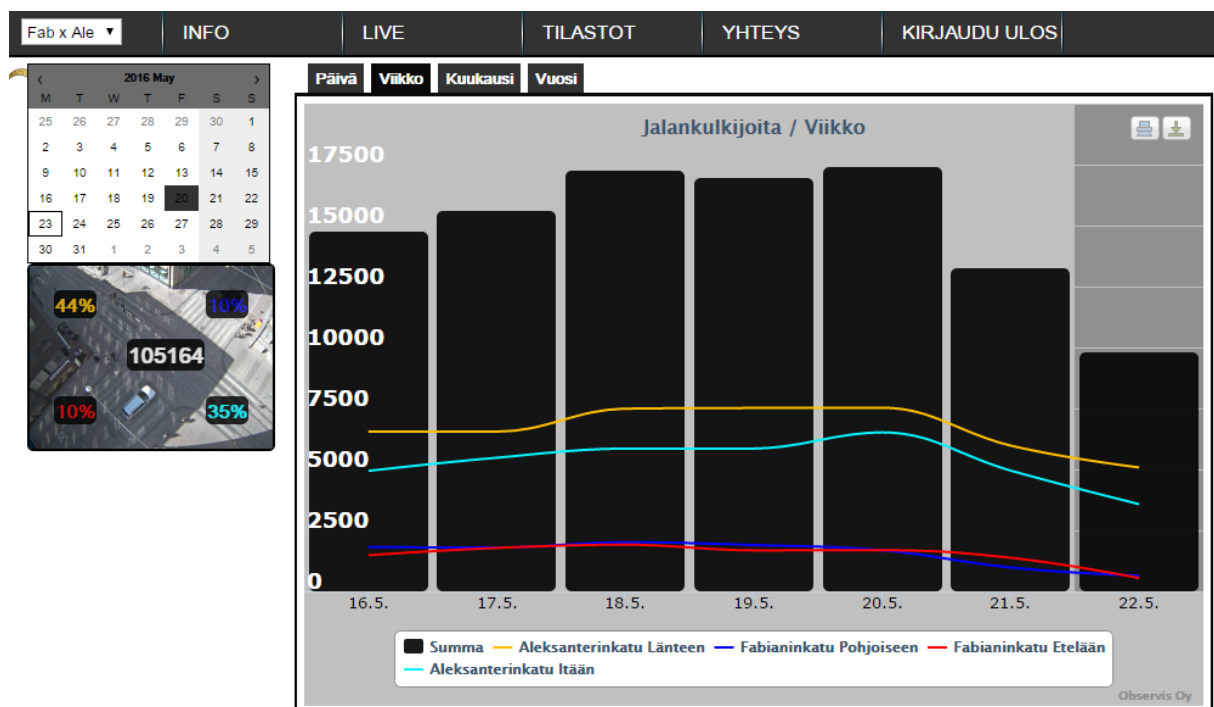 Fab x Ale ▼ INFO LIVE TILASTOT YHTEYS KIRJAUDU ULOS
‹ 2016 May ›
M T W T F S S
25 26 27 28 29 30 1
2 3 4 5 6 7 8
9 10 11 12 13 14 15
16 17 18 19 20 21 22
23 24 25 26 27 28 29
30 31 1 2 3 4 5
44% 10%
105164
10% 35%
Päivä Viikko Kuukausi Vuosi
Jalankulkijoita / Viikko
17500
15000
12500
10000
7500
5000
2500
0
16.5. 17.5. 18.5. 19.5. 20.5. 21.5. 22.5.
Summa Aleksanterinkatu Länteen Fabianinkatu Pohjoiseen Fabianinkatu Etelään
Aleksanterinkatu Itään
Observis Oy